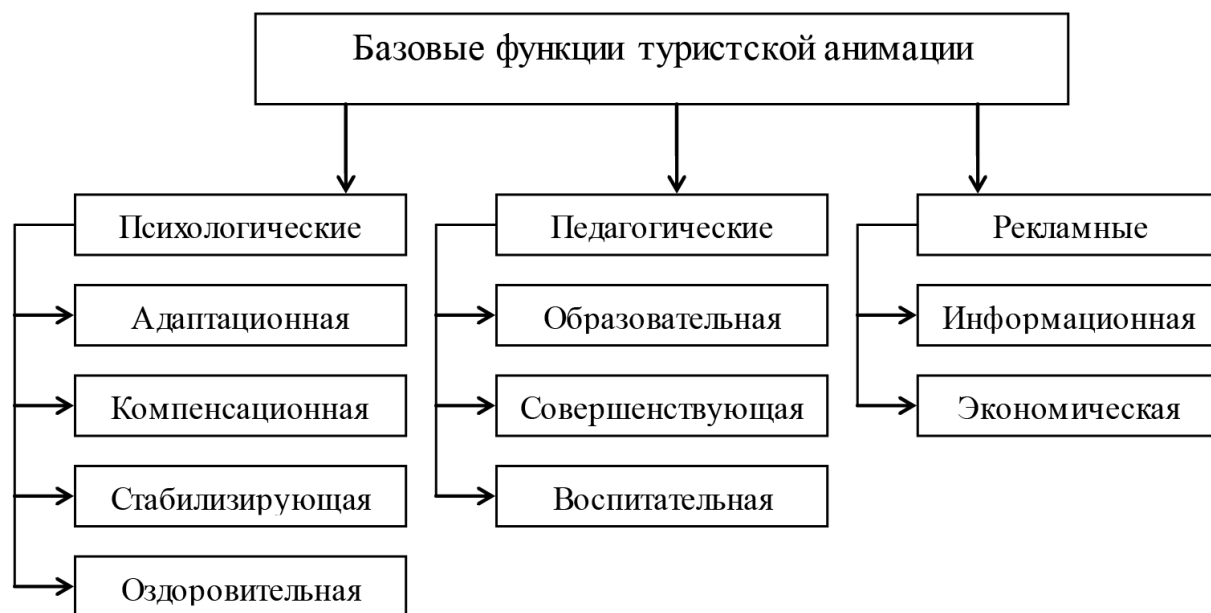 Базовые функции туристской анимации
Психологические
Адаптационная
Компенсационная
Стабилизирующая
Оздоровительная
Педагогические
Образовательная
Совершенствующая
Воспитательная
Рекламные
Информационная
Экономическая